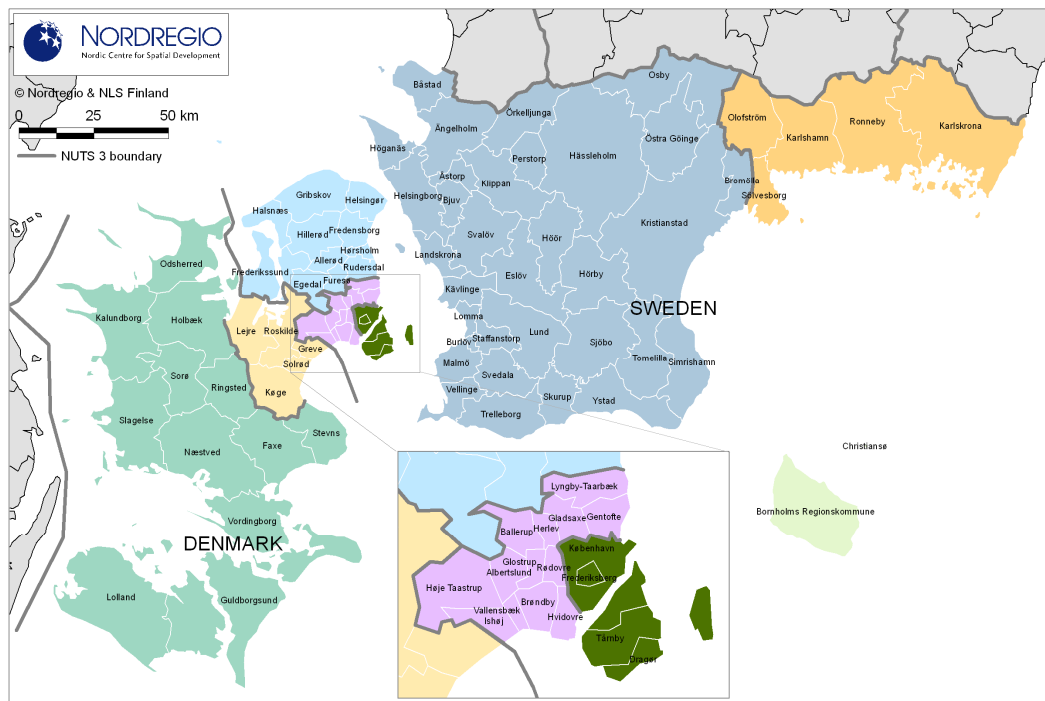 NORDREGIO
Nordic Centre for Spatial Development
© Nordregio & NLS Finland
0 25 50 km
NUTS 3 boundary
Båstad
Osby
Örkelljunga
Olofström
Ronneby
Karlskrona
Karlshamn
Ängelholm
Östra Göinge
Höganäs
Perstorp
Hässleholm
Åstorp
Klippan
Bromölla
Sölvesborg
Helsingborg
Bjuv
Gribskov
Helsingør
Halsnæs
Kristianstad
Hillerød
Fredensborg
Svalöv
Höör
Hørsholm
Landskrona
Allerød
Rudersdal
Odsherred
Frederikssund
Eslöv
Hörby
Egedal
Furesø
Kävlinge
SWEDEN
Kalundborg
Holbæk
Lomma
Lejre
Roskilde
Lund
Burlöv
Staffanstorp
Sjöbo
Greve
Tomelilla
Simrishamn
Solrød
Malmö
Sorø
Svedala
Ringsted
Køge
Vellinge
Skurup
Ystad
Trelleborg
Slagelse
Stevns
Faxe
Næstved
Christiansø
Vordingborg
Bornholms Regionskommune
DENMARK
Lolland
Guldborgsund
Lyngby-Taarbæk
Gladsaxe
Gentofte
Ballerup
Herlev
København
Glostrup
Albertslund
Rødovre
Frederiksberg
Høje Taastrup
Brøndby
Vallensbæk
Ishøj
Hvidovre
Tårnby
Dragør